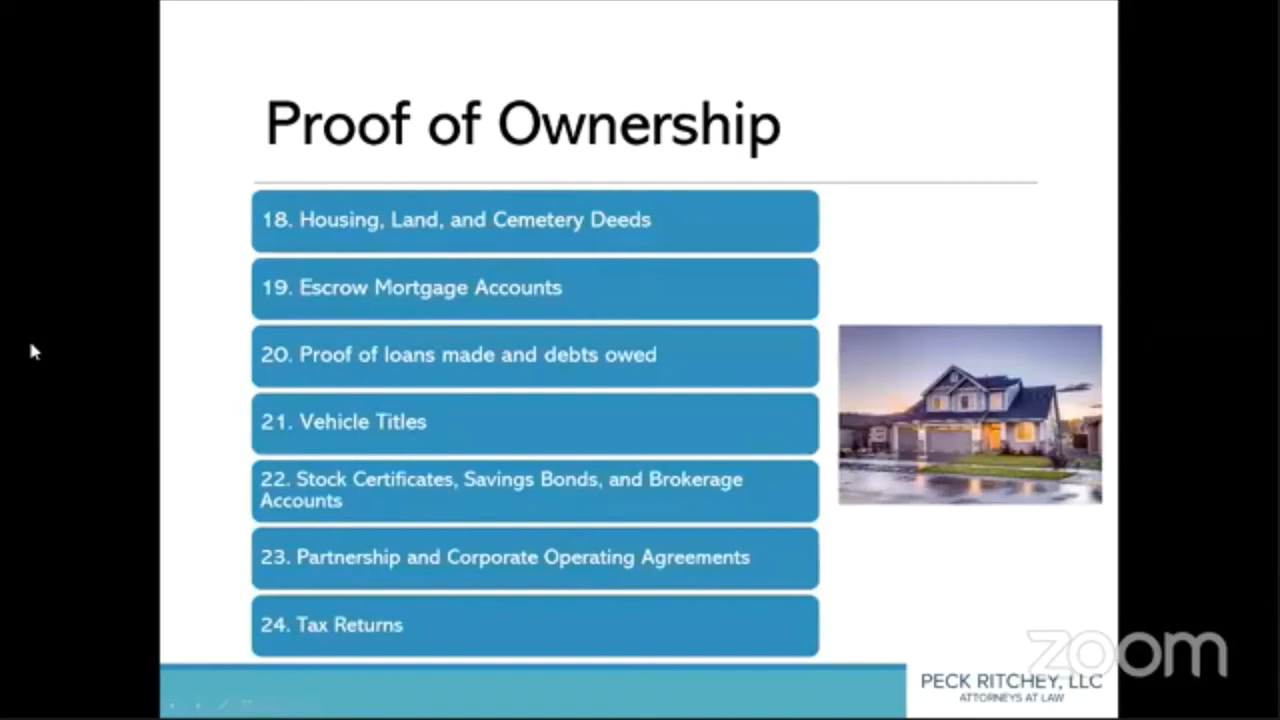 Proof of Ownership
18. Housing, Land, and Cemetery Deeds
19. Escrow Mortgage Accounts
20. Proof of loans made and debts owed
21. Vehicle Titles
22. Stock Certificates, Savings Bonds, and Brokerage
Accounts
23. Partnership and Corporate Operating Agreements
24. Tax Returns
zoom
PECK RITCHEY, LLC
ATTORNEYS AT LAW